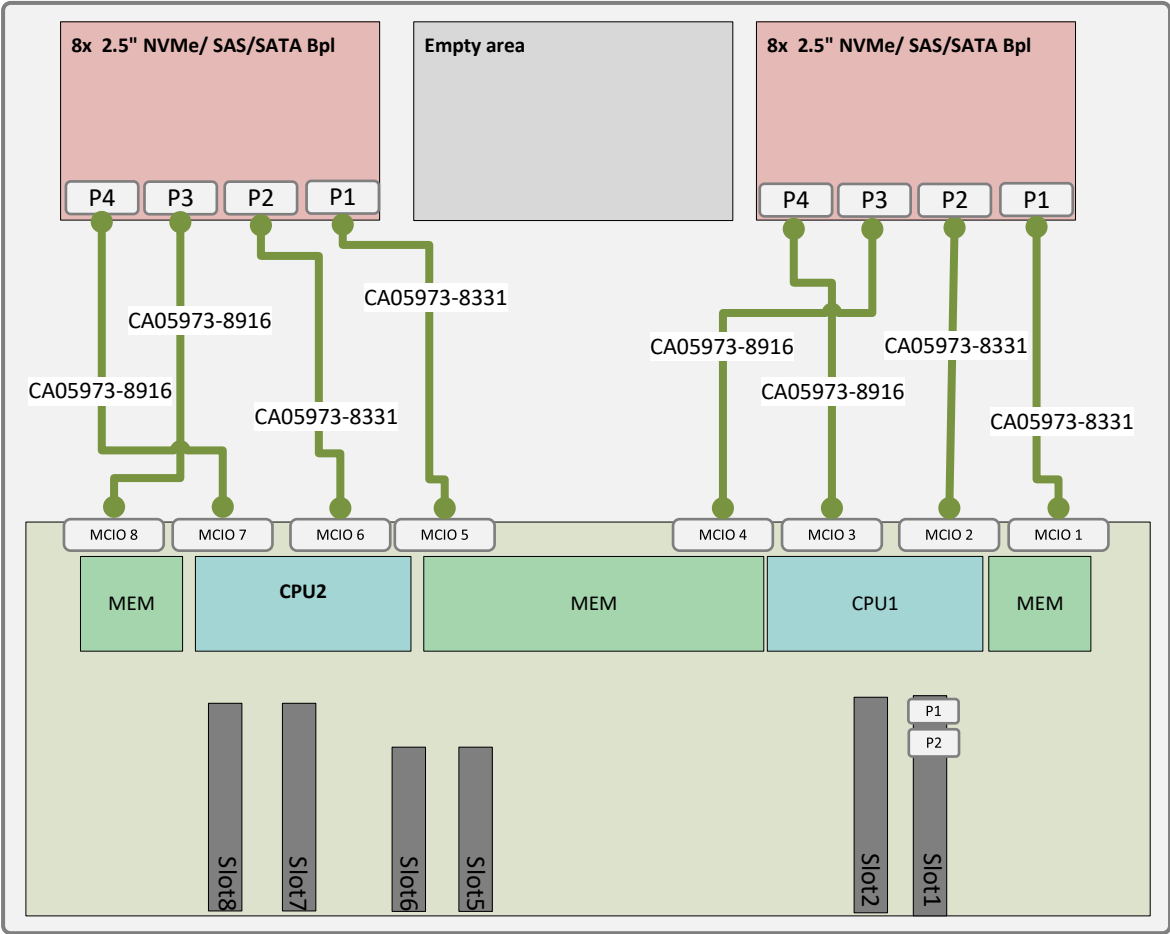 8x  2.5" NVMe/ SAS/SATA Bpl
Empty area
8x  2.5" NVMe/ SAS/SATA Bpl
P4
P3
P2
P1
P4
P3
P2
P1
CA05973-8331
CA05973-8916
CA05973-8916
CA05973-8331
CA05973-8916
CA05973-8331
CA05973-8916
CA05973-8331
MCIO 8
MCIO 7
MCIO 6
MCIO 5
MCIO 4
MCIO 3
MCIO 2
MCIO 1
MEM
CPU2
MEM
CPU1
MEM
P1
P2
Slot8
Slot7
Slot6
Slot5
Slot2
Slot1